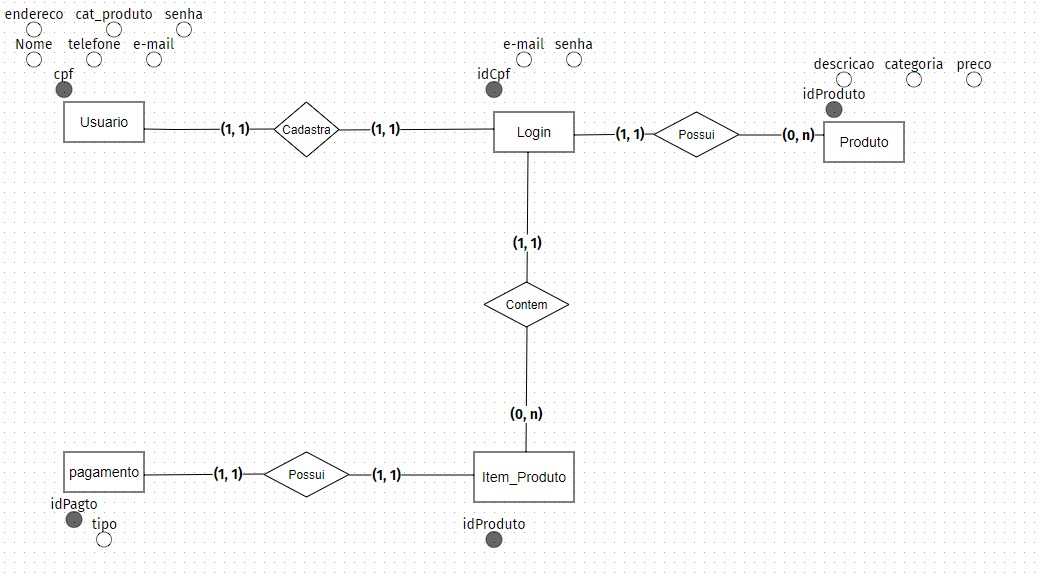 endereco cat_produto senha
Nome telefone e-mail
cpf
Usuario
(1, 1)
Cadastra
(1, 1)
e-mail senha
idCpf
Login
(1, 1)
Possui
(0, n)
descricao categoria preco
idProduto
Produto
(1, 1)
Contem
(0, n)
pagamento
(1, 1)
Possui
(1, 1)
Item_Produto
idPagto
tipo
idProduto